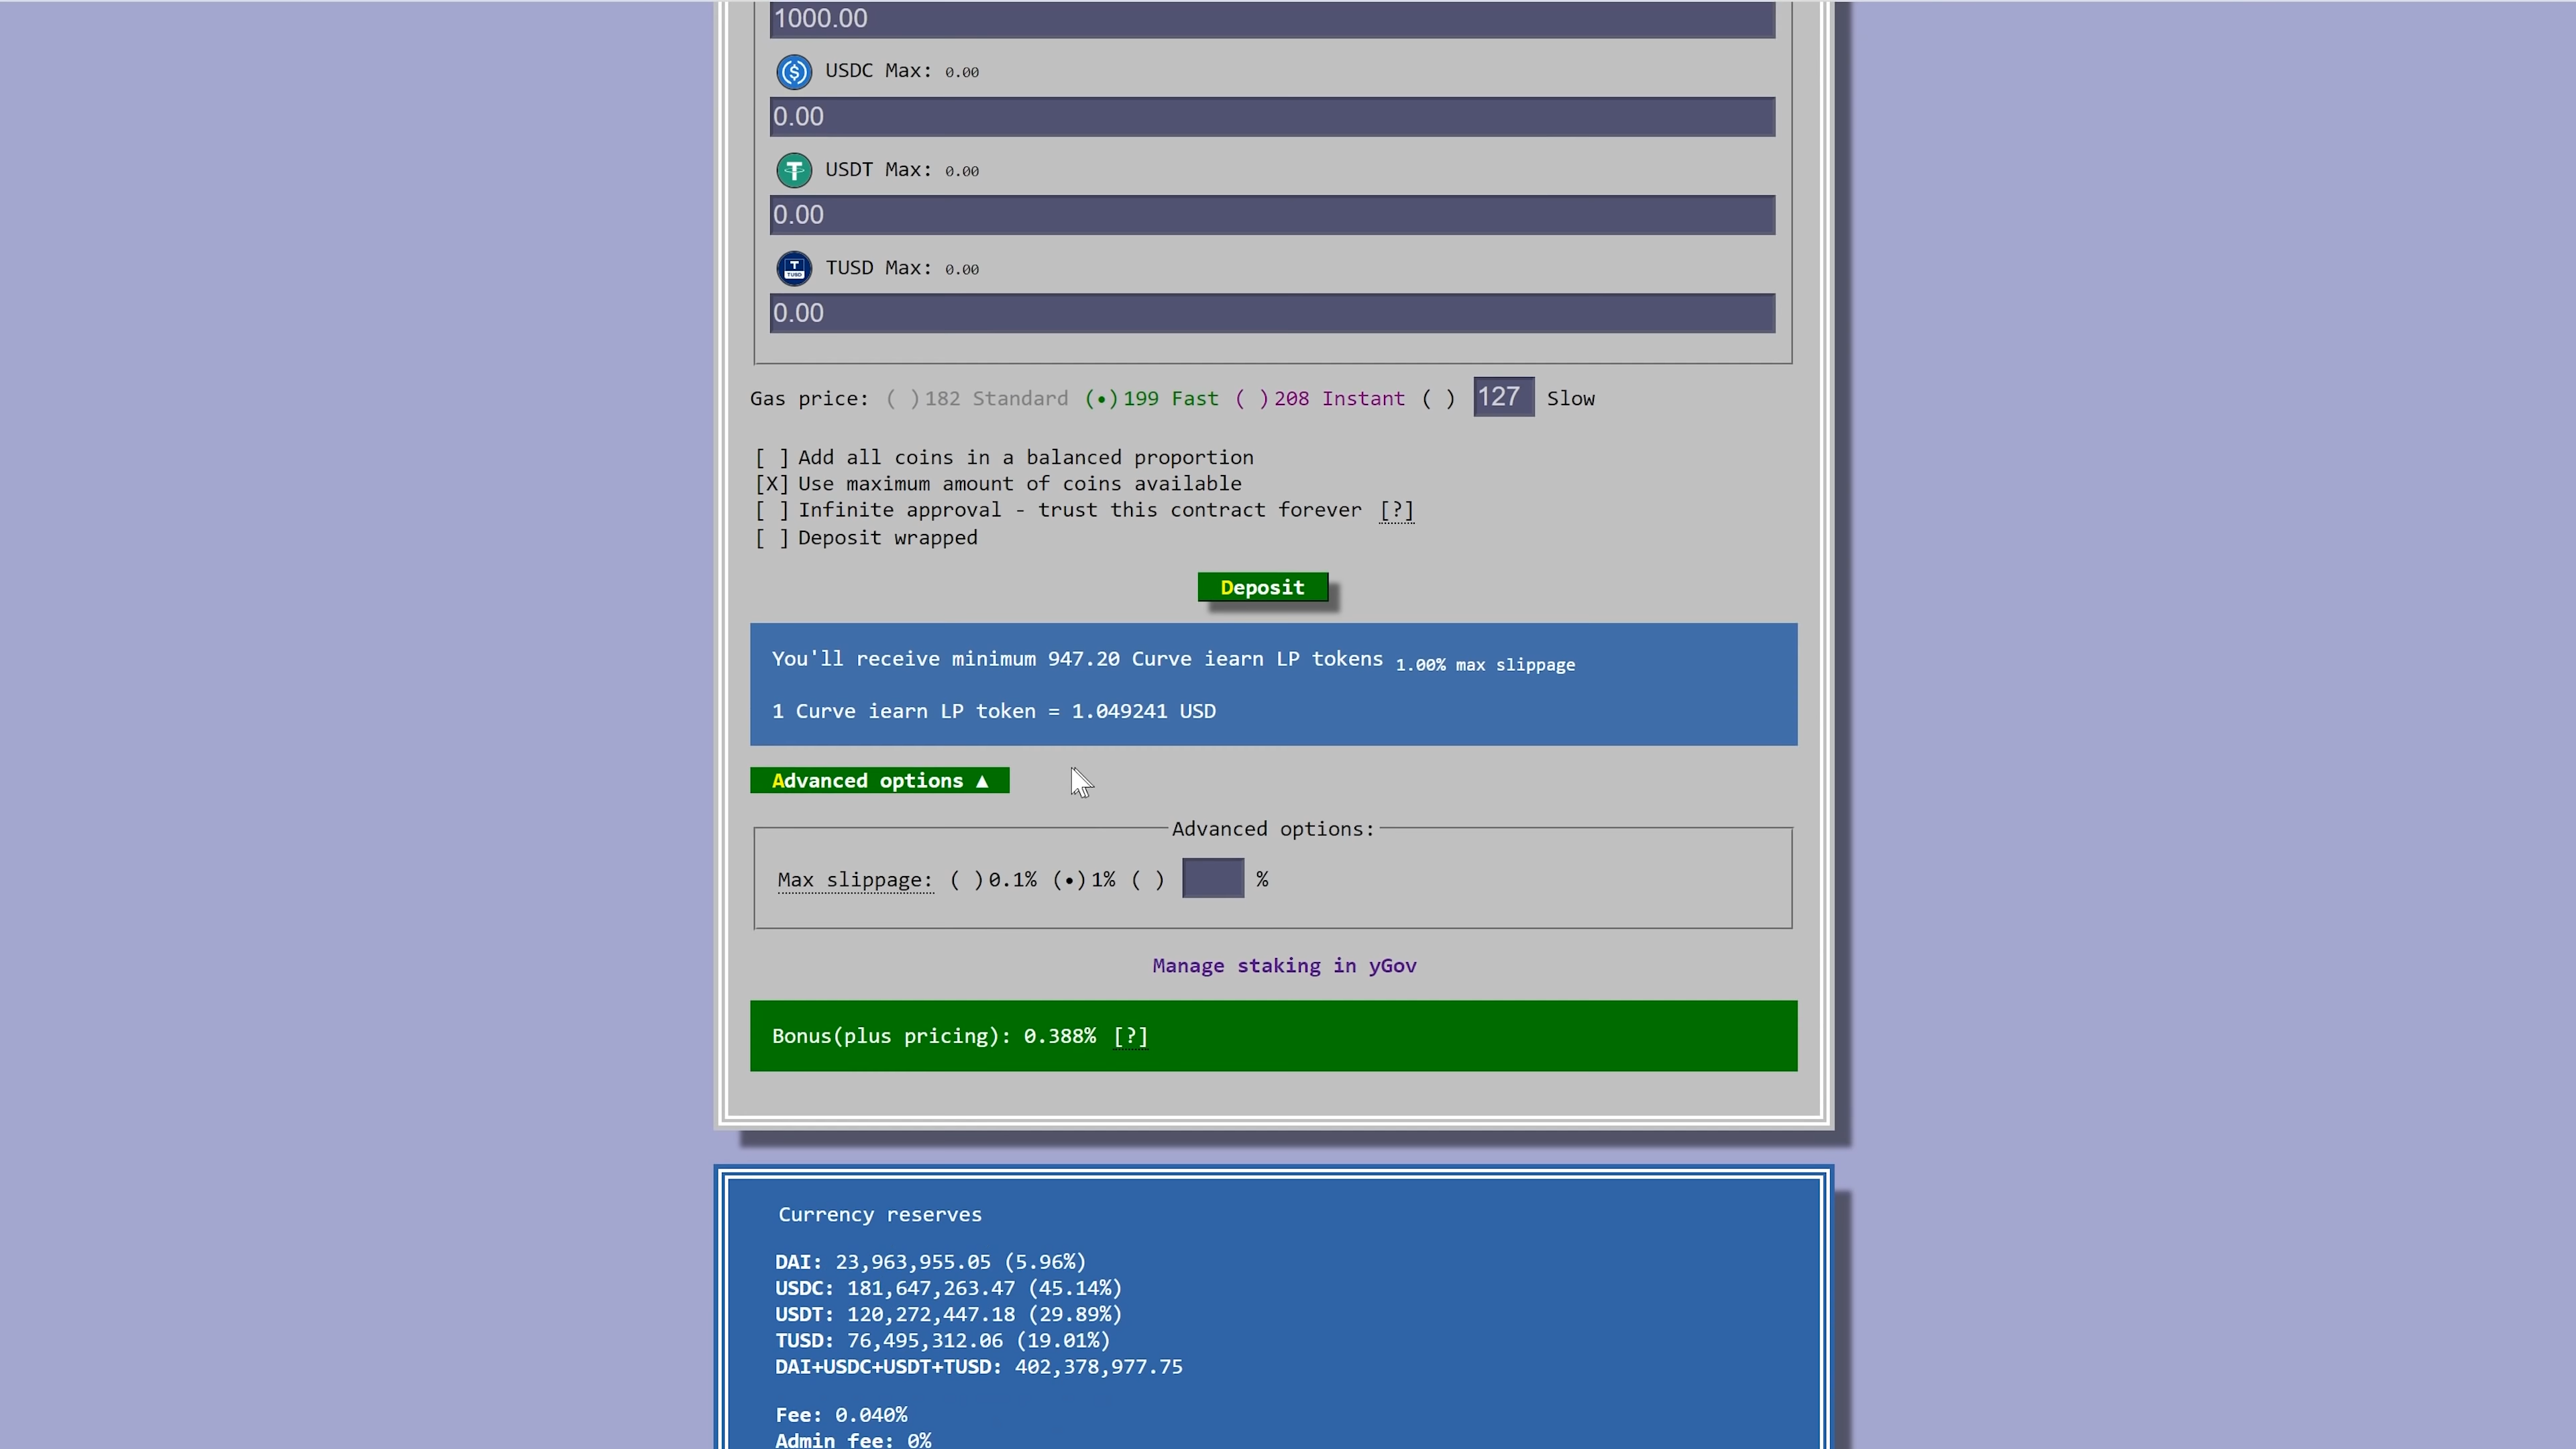 1000.00
USDC Max: 0.00
0.00
USDT Max: 0.00
0.00
TUSD Max: 0.00
0.00
Gas price: ( )182 Standard (•)199 Fast ( )208 Instant ( ) 127 Slow
[ ] Add all coins in a balanced proportion
[X] Use maximum amount of coins available
[ ] Infinite approval - trust this contract forever [?]
[ ] Deposit wrapped
Deposit
You'll receive minimum 947.20 Curve iearn LP tokens 1.00% max slippage
1 Curve iearn LP token = 1.049241 USD
Advanced options ▲
Advanced options:
Max slippage: ( )0.1% (•)1% ( ) %
Manage staking in yGov
Bonus(plus pricing): 0.388% [?]
Currency reserves
DAI: 23,963,955.05 (5.96%)
USDC: 181,647,263.47 (45.14%)
USDT: 120,272,447.18 (29.89%)
TUSD: 76,495,312.06 (19.01%)
DAI+USDC+USDT+TUSD: 402,378,977.75
Fee: 0.040%
Admin fee: 0%